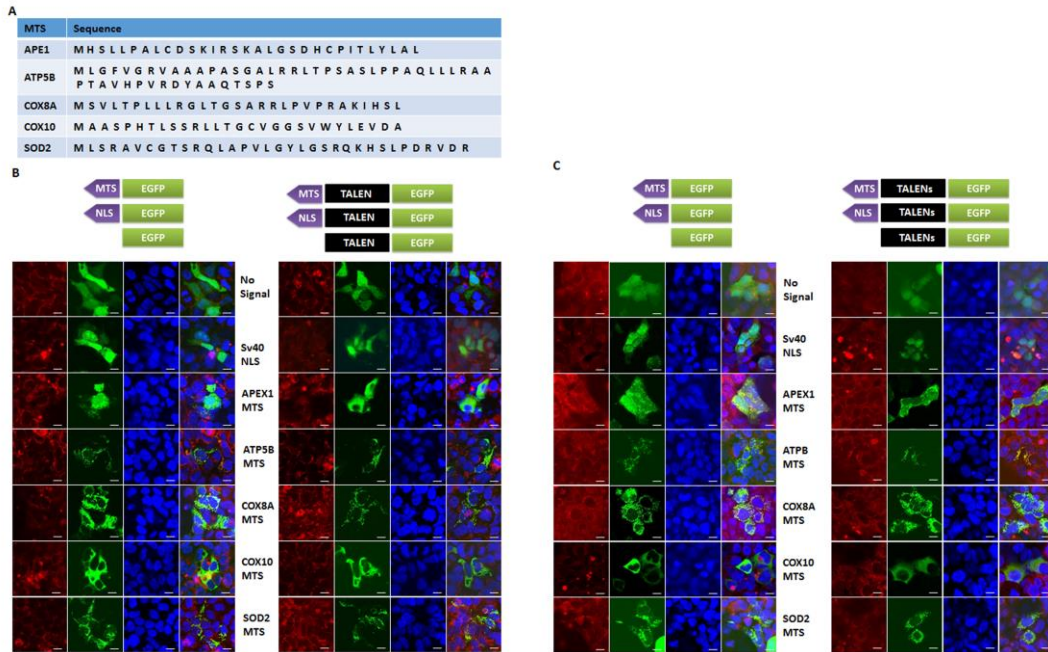 A
MTS Sequence
APE1 M H S L L P A L C D S K I R S K A L G S D H C P I T L Y L A L
ATP5B M L G F V G R V A A A P A S G A L R R L T P S A S L P P A Q L L L R A A
P T A V H P V R D Y A A Q T S P S
COX8A M S V L T P L L L R G L T G S A R R L P V P R A K I H S L
COX10 M A A S P H T L S S R L L T G C V G G S V W Y L E V D A
SOD2 M L S R A V C G T S R Q L A P V L G Y L G S R Q K H S L P D R V D R
B
MTS EGFP
NLS EGFP
EGFP
MTS TALEN EGFP
NLS TALEN EGFP
TALEN EGFP
No
Signal
Sv40
NLS
APEX1
MTS
ATP5B
MTS
COX8A
MTS
COX10
MTS
SOD2
MTS
C
MTS EGFP
NLS EGFP
EGFP
MTS TALENs EGFP
NLS TALENs EGFP
TALENs EGFP
No
Signal
Sv40
NLS
APEX1
MTS
ATPB
MTS
COX8A
MTS
COX10
MTS
SOD2
MTS